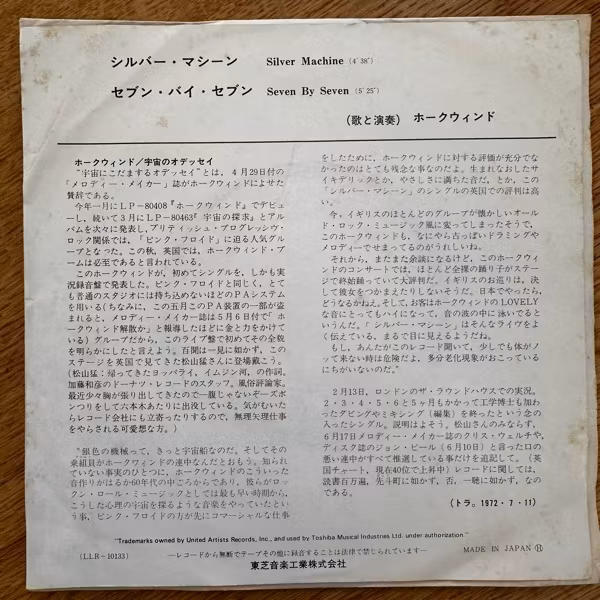 シルバー・マシーン Silver Machine (4'38")
セブン・バイ・セブン Seven By Seven (5'25")
(歌と演奏) ホークウィンド
ホークウィンド/宇宙のオデッセイ
"宇宙にこだまするオデッセイ"とは、4月29日付の
『メロディー・メイカー』誌がホークウィンドによせた
賛辞である。
今年一月にLP-80408『ホークウィンド』でデビュ
ーし、続いて3月にLP-80463『宇宙の探求』とアル
バムを次々に発表し、ブリティッシュ・プログレッシヴ・
ロック関係では、「ピンク・フロイド」に迫る人気グル
ープとなった。この秋、英国では、ホークウィンド・ブ
ームは必至であると言われている。
このホークウィンドが、初めてシングルを、しかも実
況録音盤で発表した。ピンク・フロイドと同じく、とて
も普通のスタジオには持ち込めないほどのPAシステム
を用いる(ちなみに、この五月このPA装置の一部が盗
まれると、メロディー・メイカー誌は5月6日付で「ホ
ークウィンド解散か」と報導したほどに金と力をかけて
いる)グループだから、このライブ盤で初めてその全貌
を明らかにしたと言えよう。百聞は一見に如かず、この
ステージを英国で見てきた松山猛さんに登場戴こう。
(松山猛:帰ってきたヨッパライ、イムジン河、の作詞。
加藤和彦のドーナツ・レコードのスタッフ。風俗評論家。
最近少々胸が張り出してきたので一腹じゃないぞーズボ
ンつりをして六本木あたりに出没している。気がむいた
らレコード会社にも立寄ったりするので、無理矢理仕事
をやらされる可愛想な方。)
"銀色の機械って、きっと宇宙船なのだ。そしてその
乗組員がホークウィンドの連中なんだとおもう。知られ
ていない事実のひとつに、ホークウィンドのこういった
音作りがはるか60年代の中ごろからであり、彼らがロッ
クン・ロール・ミュージックとしては最も早い時期から、
こうした心理の宇宙を探るような音楽をやっていたとい
う事、ピンク・フロイドの方が先にコマーシャルな仕事
をしたために、ホークウィンドに対する評価が充分でな
かったのはとても残念な事なのだよ。生まれなおしたサ
イキデリックとか、やさしさに満ちた音だ、とか、この
「シルバー・マシーン」のシングルの英国での評判は高
い。
今、イギリスのほとんどのグループが懐しいオール
ド・ロック・ミュージック風に変ってしまったそうで、
このホークウィンドも、なにやら古っぽいドラミングや
メロディーでせまってるのがうれしいね。
それから、またまた余談になるけど、このホークウィ
ンドのコンサートでは、ほとんど全裸の踊り子がステー
ジで終始踊っていて大評判だ。イギリスのお巡りは、決
して彼女をつかまえたりしないそうだ。日本でやったら、
どうなるかねえ。そして、お客はホークウィンドのLOVELY
な音にとってもハイになって、音の波の中に泳いでると
いうんだ。「シルバー・マシーン」はそんなライヴをよ
く伝えている、まるで目に見えるようだね。
もし、あんたがこのレコード聞いて、少しでも体がノ
って来ない時は危険だよ、多分老化現象がおこっている
にちがいないのだ。"
2月13日、ロンドンのザ・ラウンドハウスでの実況。
2・3・4・5・6と5ヶ月もかかって工学博士も加わ
ったダビングやミキシング(編集)を終ったという念の
入ったシングル。説明はよそう。松山さんのみならず、
6月17日メロディー・メイカー誌のクリス・ウェルチや、
ディスク誌のジョン・ピール(6月10日)と言った口の
悪い連中がすべて推選している事だけを追記して。(英
国チャート、現在40位で上昇中)レコードに関しては、
読書百万遍、先斗町に如かず、否、一聴に如かず、なの
である。
(トラ。1972・7・11)
"Trademarks owned by United Artists Records, Inc., and used by Toshiba Musical Industries Ltd. under authorization."
(LLR-10133)
―レコードから無断でテープその他に録音することは法律で禁じられています―
MADE IN JAPAN Ⓗ
東芝音楽工業株式会社